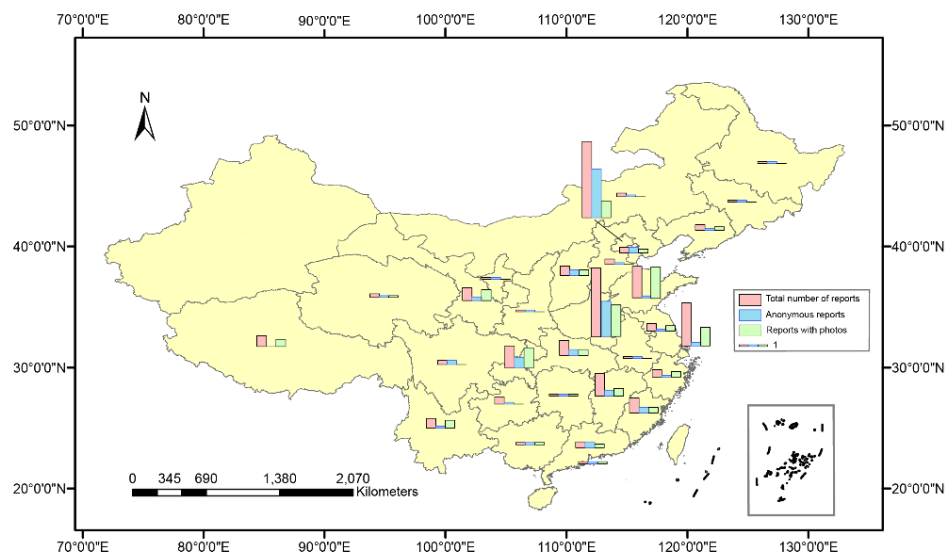 70°0'0"E 80°0'0"E 90°0'0"E 100°0'0"E 110°0'0"E 120°0'0"E 130°0'0"E
N
50°0'0"N 50°0'0"N
40°0'0"N 40°0'0"N
Total number of reports
Anonymous reports
Reports with photos
1
30°0'0"N 30°0'0"N
0 345 690 1,380 2,070
Kilometers
20°0'0"N 20°0'0"N
70°0'0"E 80°0'0"E 90°0'0"E 100°0'0"E 110°0'0"E 120°0'0"E 130°0'0"E